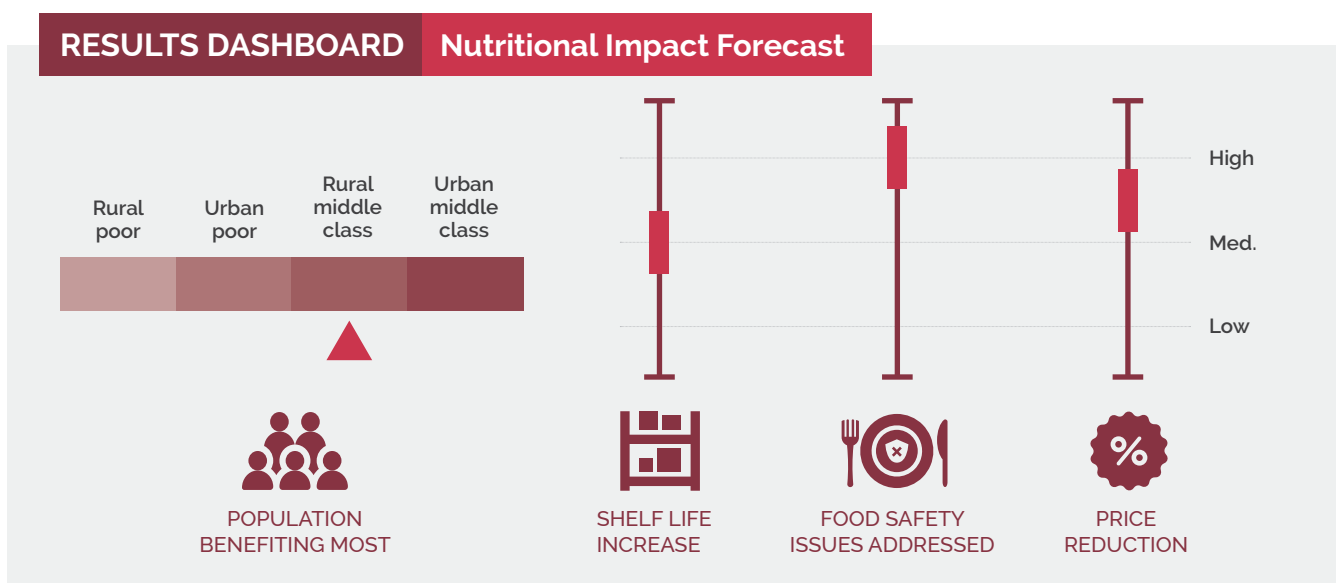 RESULTS DASHBOARD Nutritional Impact Forecast
Rural
poor
Urban
poor
Rural
middle
class
Urban
middle
class
High
Med.
Low
POPULATION
BENEFITING MOST
SHELF LIFE
INCREASE
FOOD SAFETY
ISSUES ADDRESSED
%
PRICE
REDUCTION